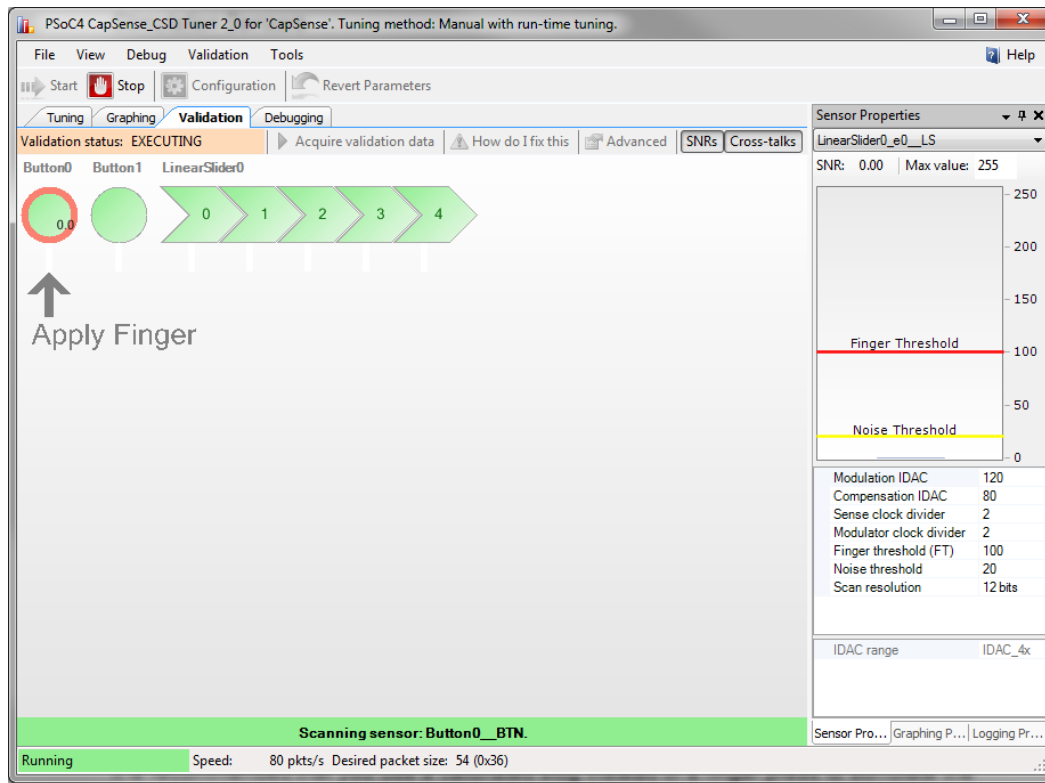 PSoC4 CapSense_CSD Tuner 2_0 for 'CapSense'. Tuning method: Manual with run-time tuning.
File View Debug Validation Tools Help
Start Stop Configuration Revert Parameters
Tuning Graphing Validation Debugging
Validation status: EXECUTING Acquire validation data How do I fix this Advanced SNRs Cross-talks
Button0 Button1 LinearSlider0
0.0 0 1 2 3 4
Apply Finger
Scanning sensor: Button0__BTN.
Sensor Properties
LinearSlider0_e0__LS
SNR: 0.00 Max value: 255
250
200
150
Finger Threshold
100
50
Noise Threshold
0
Modulation IDAC 120
Compensation IDAC 80
Sense clock divider 2
Modulator clock divider 2
Finger threshold (FT) 100
Noise threshold 20
Scan resolution 12 bits
IDAC range IDAC_4x
Sensor Pro... Graphing P... Logging Pr...
Running Speed: 80 pkts/s Desired packet size: 54 (0x36)